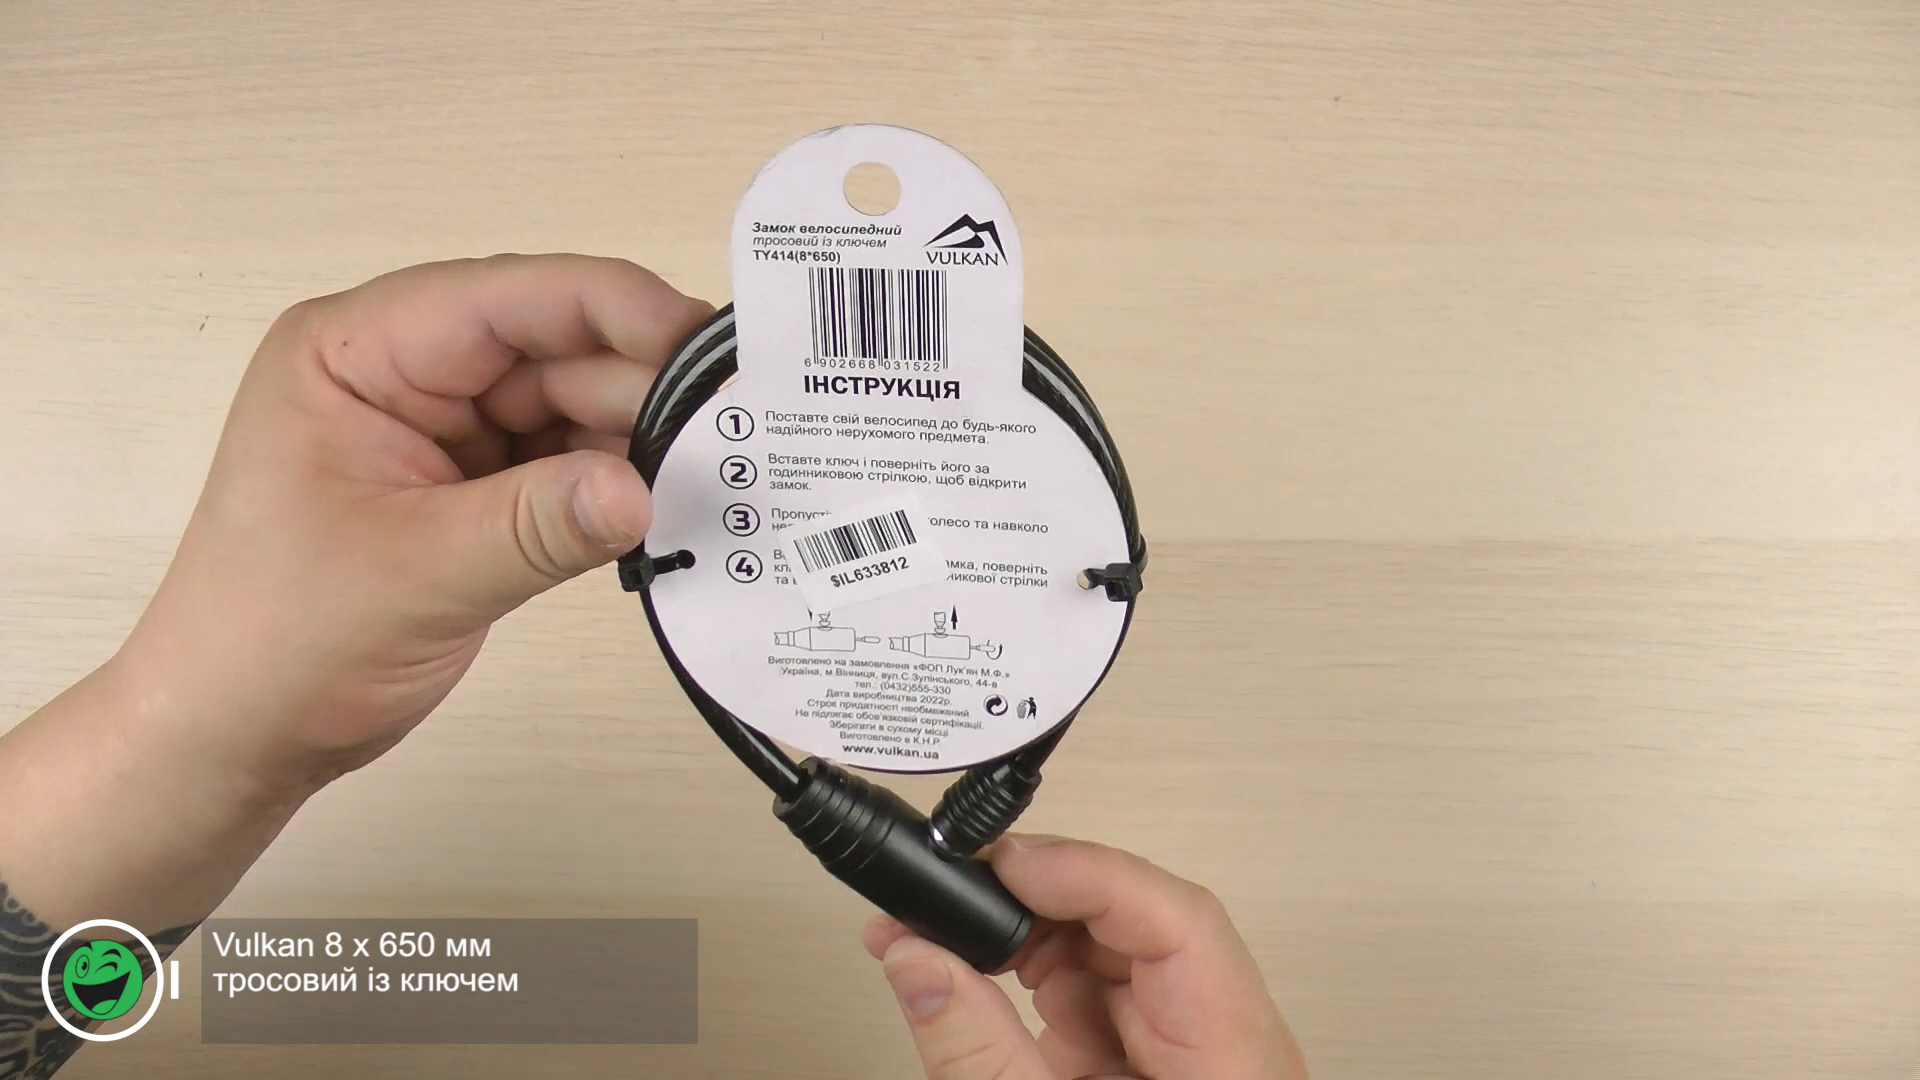 Замок велосипедний
тросовий із ключем
TY414(8*650)
VULKAN
6 902668 031522
ІНСТРУКЦІЯ
1 Поставте свій велосипед до будь-якого
надійного нерухомого предмета.
2 Вставте ключ і поверніть його за
годинниковою стрілкою, щоб відкрити
замок.
3 та навколо
4 поверніть
та стрілки
$IL633812
Виготовлено на замовлення «ФОП Лук'ян М.Ф.»
Україна, м.Вінниця, вул.С.Зулінського, 44-в
тел.: (0432)555-330
Дата виробництва 2022р.
Строк придатності необмежений.
Не підлягає обов'язковій сертифікації.
Зберігати в сухому місці.
Виготовлено в К.Н.Р.
www.vulkan.ua
Vulkan 8 x 650 мм
тросовий із ключем